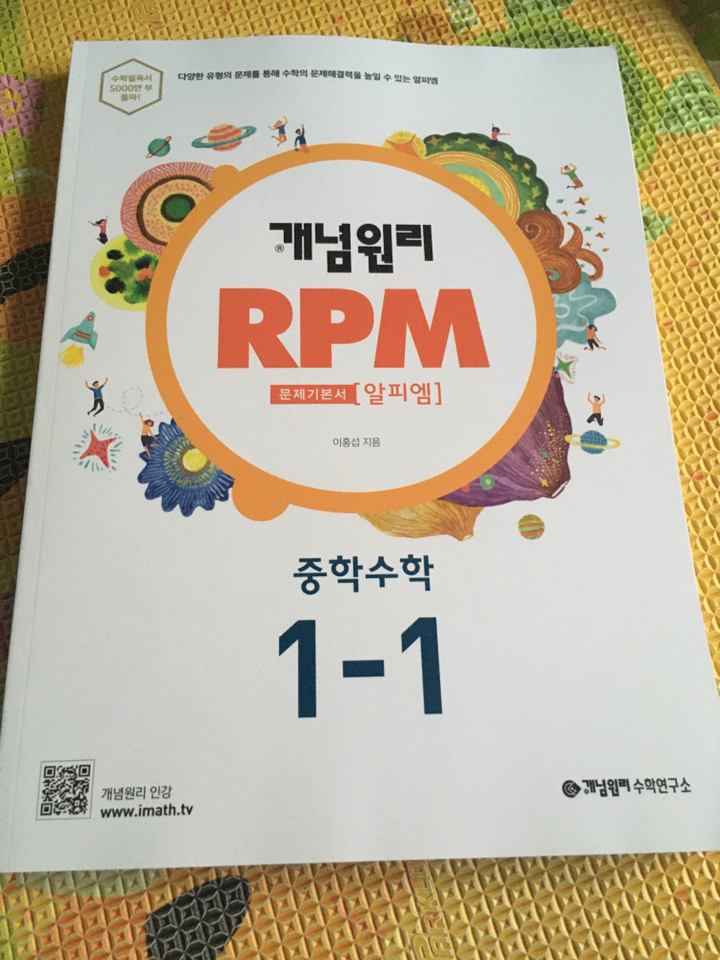 수학필독서
5000만 부
돌파!
다양한 유형의 문제를 통해 수학의 문제해결력을 높일 수 있는 알피엠
®개념원리
RPM
문제기본서 [알피엠]
이홍섭 지음
중학수학
1-1
개념원리 인강
www.imath.tv
개념원리 수학연구소